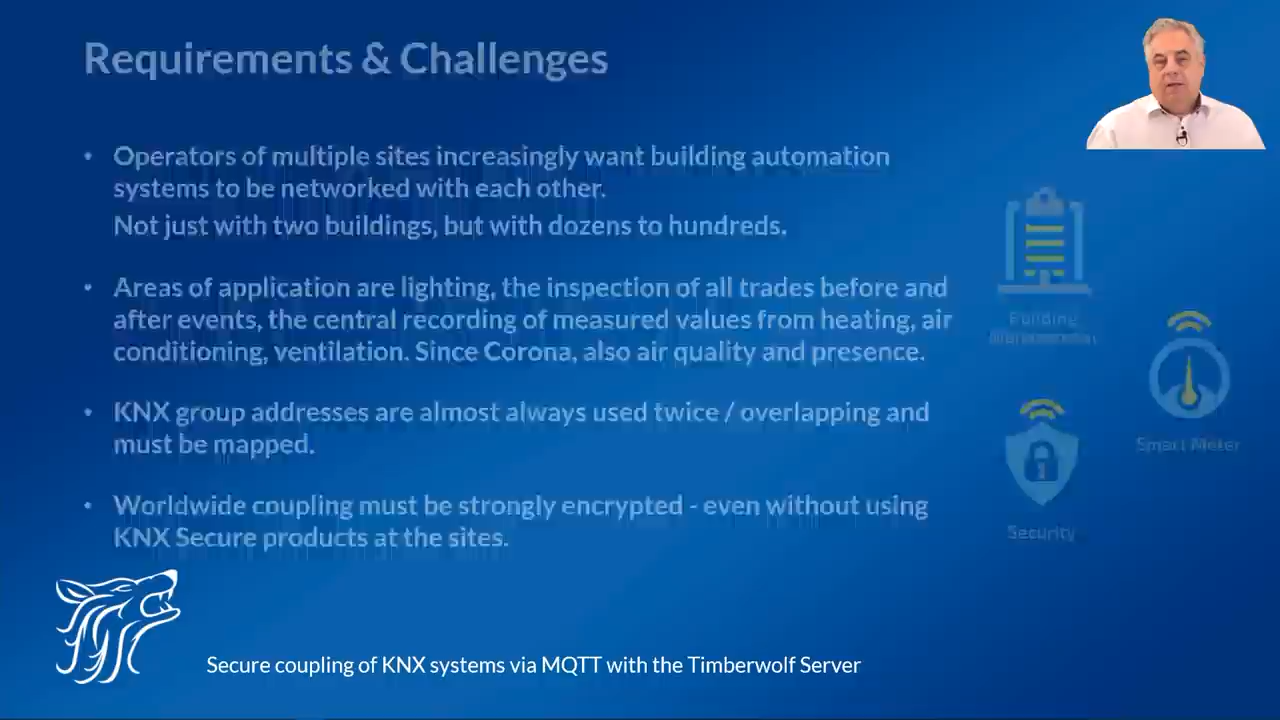 Requirements & Challenges
• Operators of multiple sites increasingly want building automation
systems to be networked with each other.
Not just with two buildings, but with dozens to hundreds.
• Areas of application are lighting, the inspection of all trades before and
after events, the central recording of measured values from heating, air
conditioning, ventilation. Since Corona, also air quality and presence.
• KNX group addresses are almost always used twice / overlapping and
must be mapped.
• Worldwide coupling must be strongly encrypted - even without using
KNX Secure products at the sites.
Building
Management
Smart Meter
Security
Secure coupling of KNX systems via MQTT with the Timberwolf Server